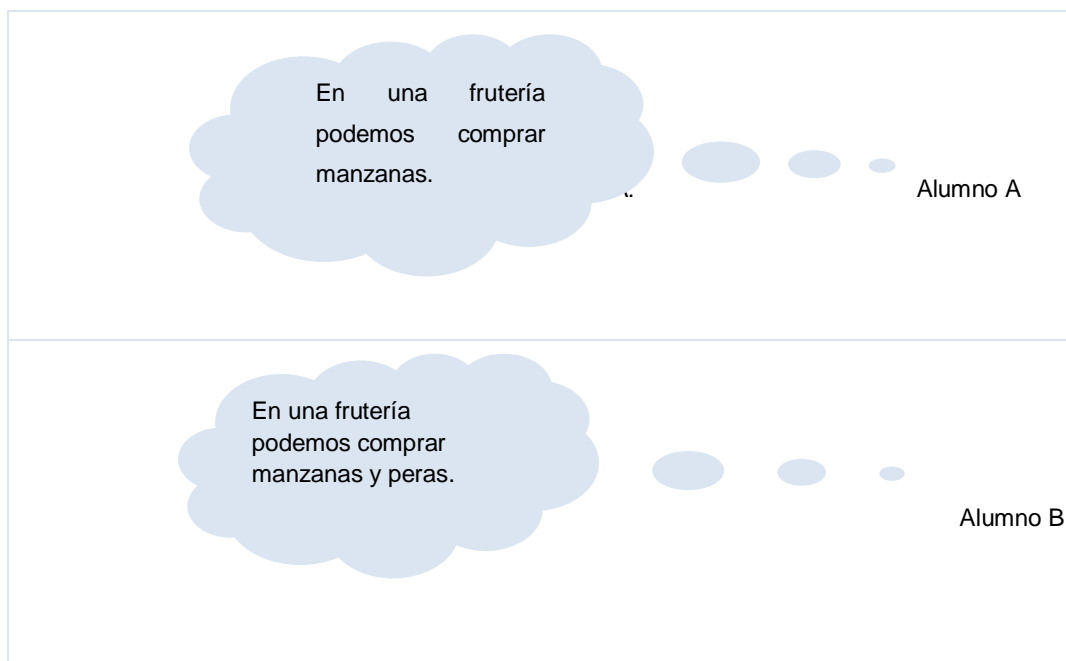 En una frutería
podemos comprar
manzanas.
Alumno A
En una frutería
podemos comprar
manzanas y peras.
Alumno B